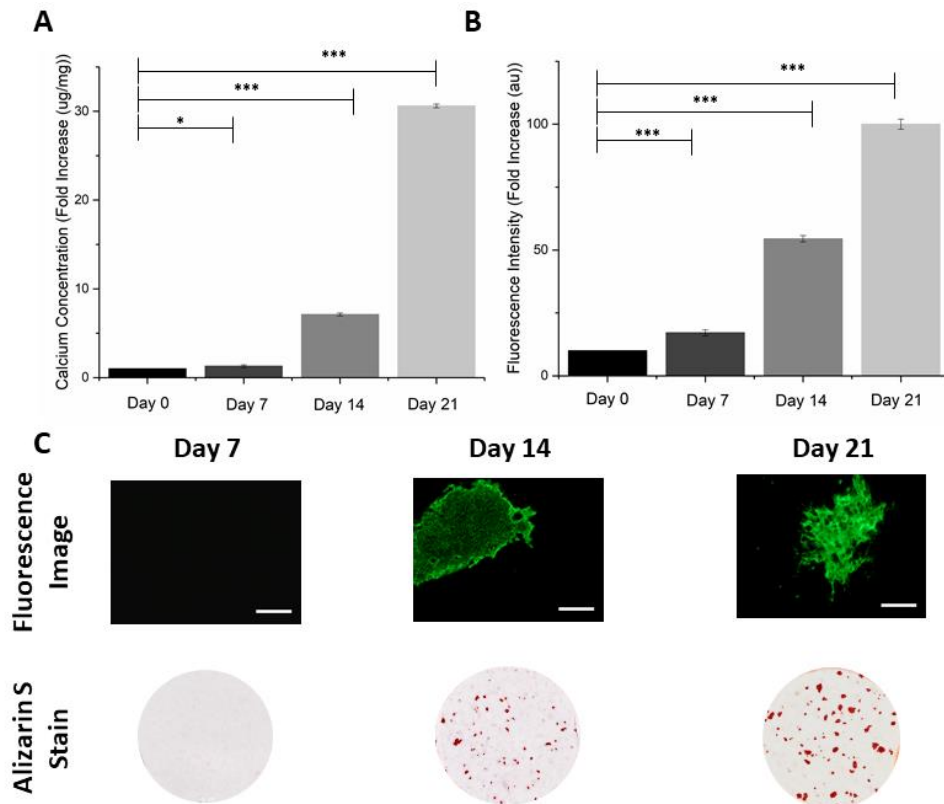 A
Calcium Concentration (Fold Increase (ug/mg))
30
20
10
0
Day 0
Day 7
Day 14
Day 21
*
***
***
B
Fluorescence Intensity (Fold Increase (au))
100
50
0
Day 0
Day 7
Day 14
Day 21
***
***
***
C
Day 7
Day 14
Day 21
Fluorescence
Image
Alizarin S
Stain